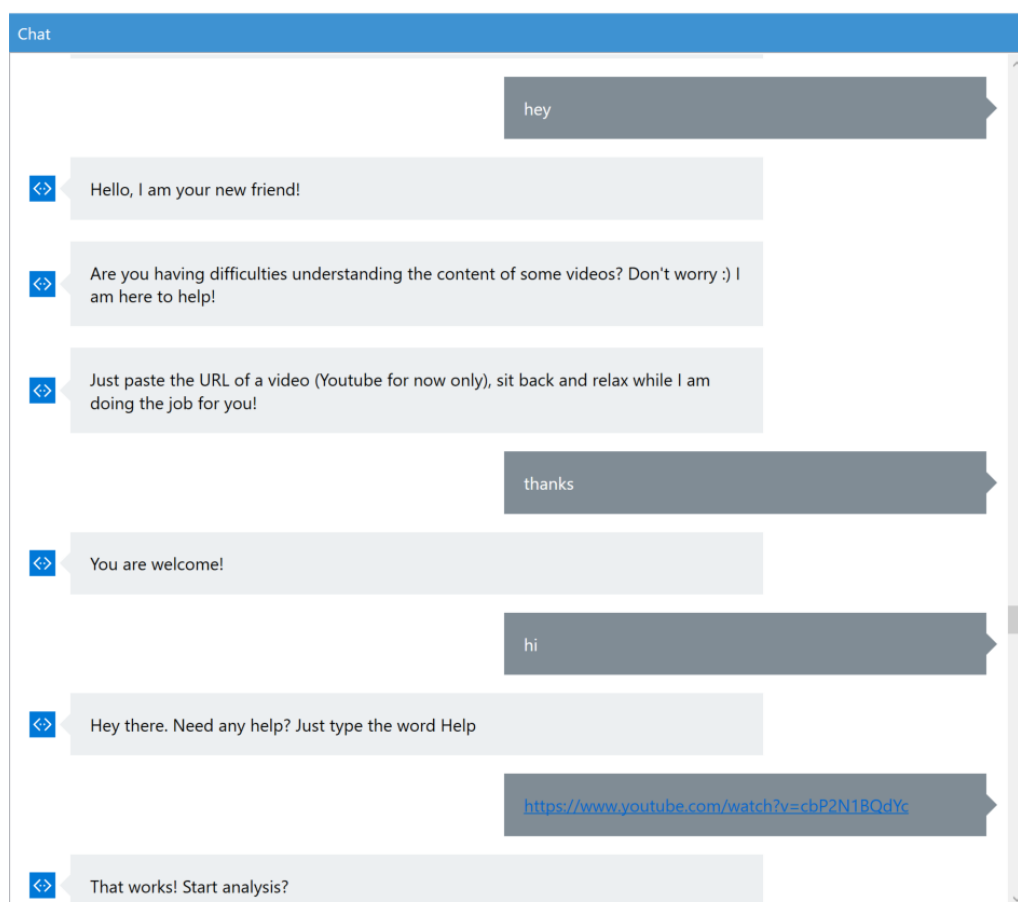 Chat
hey
Hello, I am your new friend!
Are you having difficulties understanding the content of some videos? Don't worry :) I
am here to help!
Just paste the URL of a video (Youtube for now only), sit back and relax while I am
doing the job for you!
thanks
You are welcome!
hi
Hey there. Need any help? Just type the word Help
https://www.youtube.com/watch?v=cbP2N1BQdYc
That works! Start analysis?